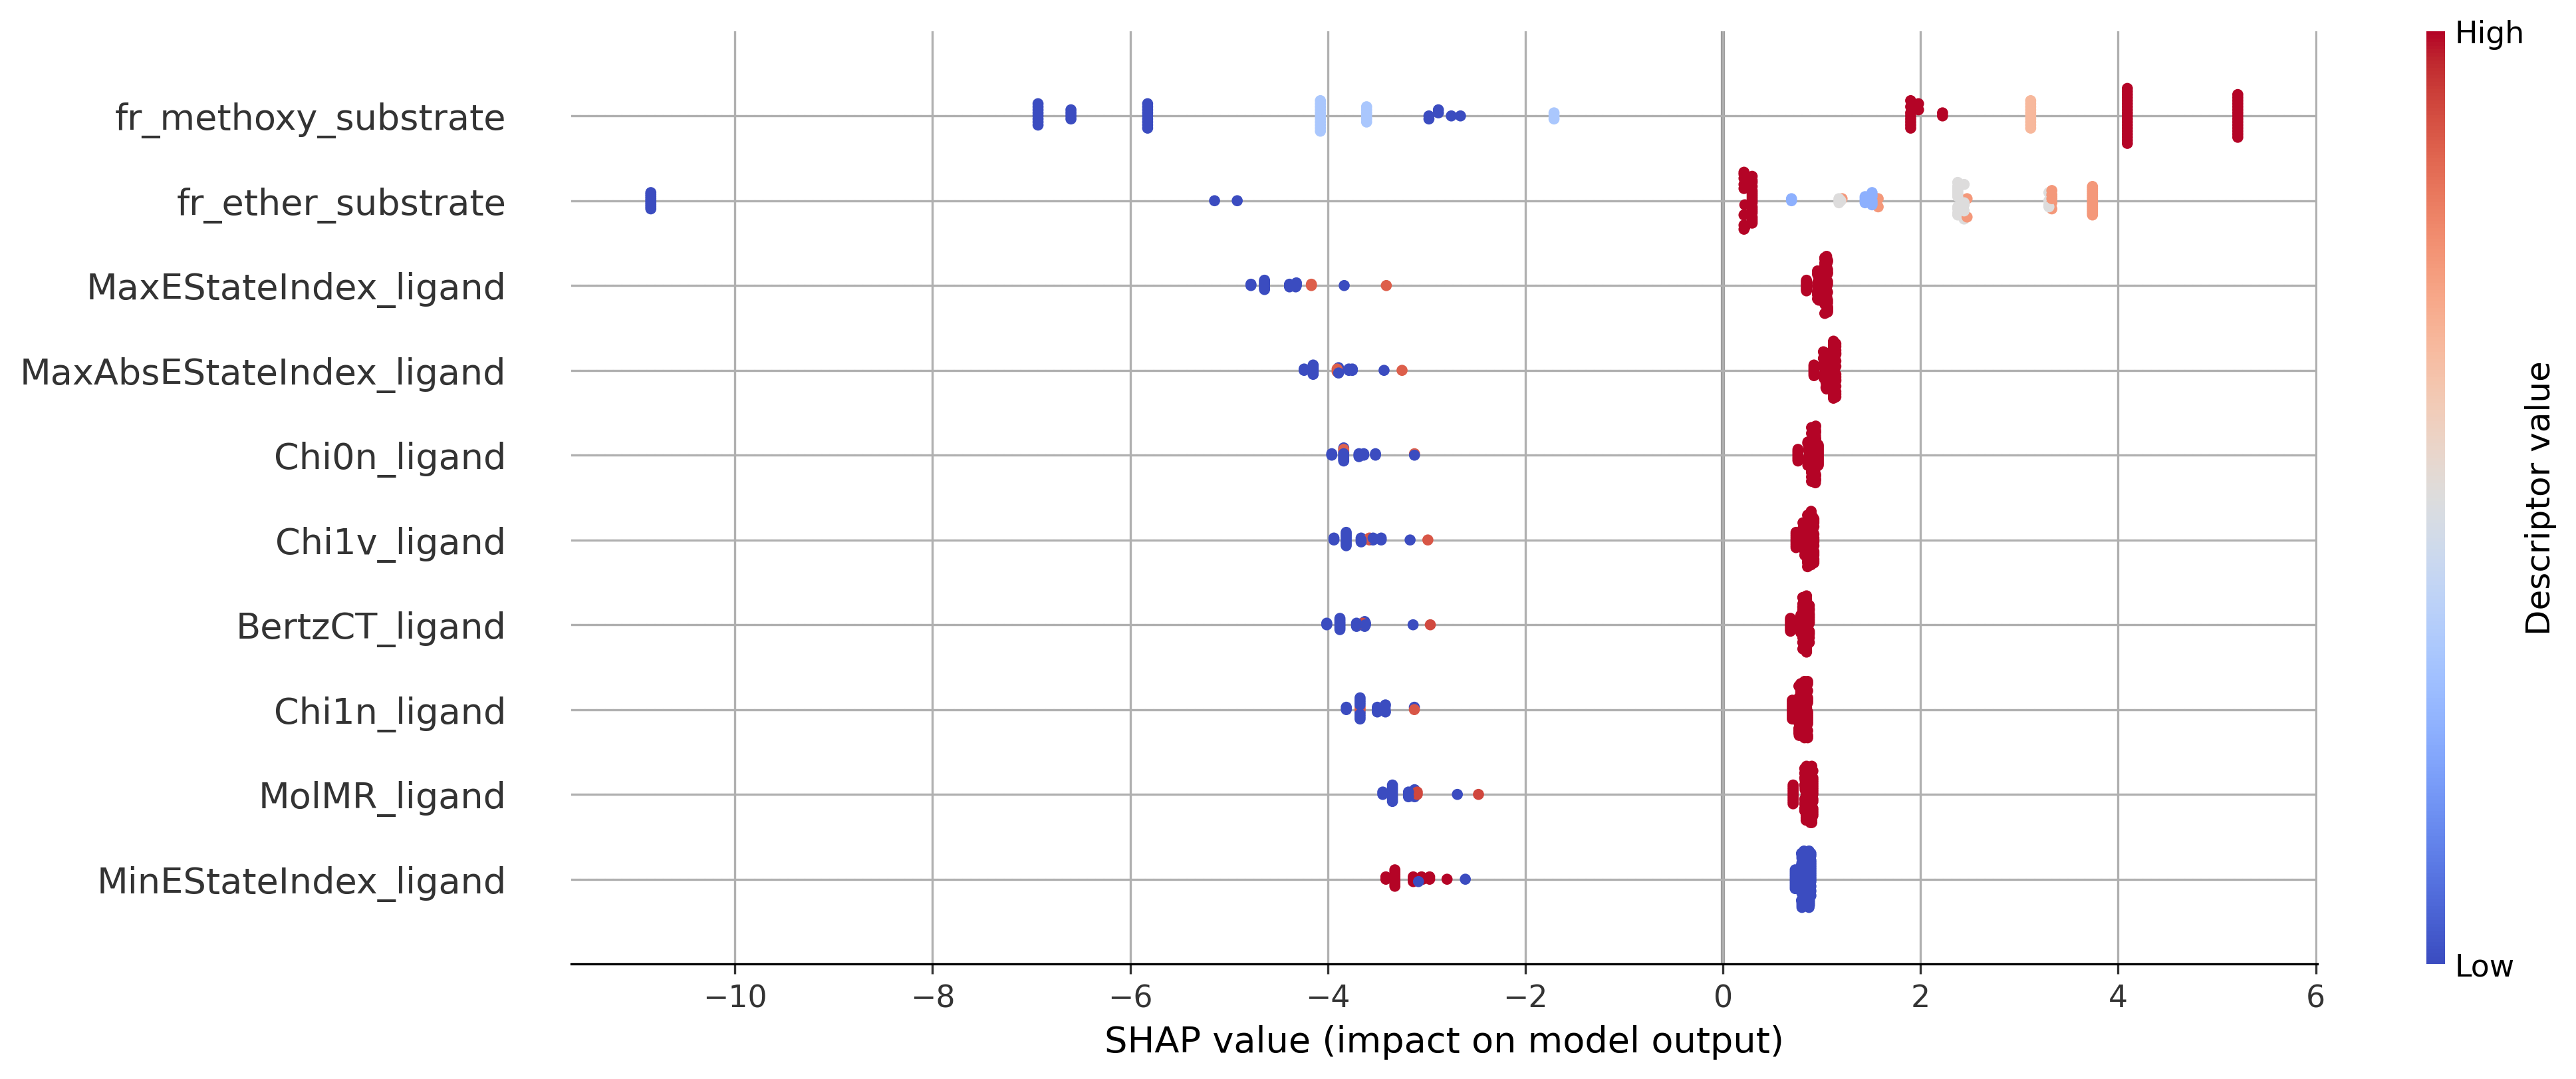 High
fr_methoxy_substrate
fr_ether_substrate
MaxEStateIndex_ligand
MaxAbsEStateIndex_ligand
Chi0n_ligand
Chi1v_ligand
BertzCT_ligand
Chi1n_ligand
MolMR_ligand
MinEStateIndex_ligand
Descriptor value
Low
−10 −8 −6 −4 −2 0 2 4 6
SHAP value (impact on model output)